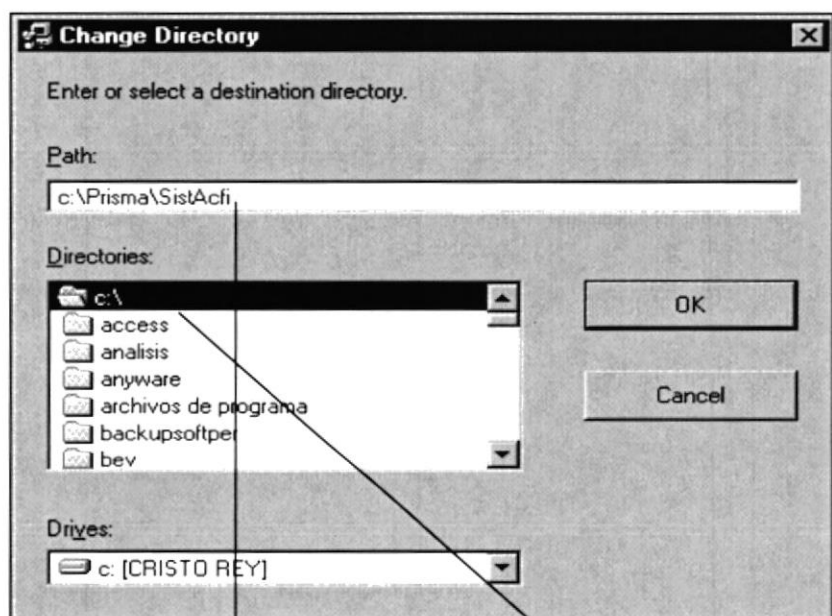 Change Directory
Enter or select a destination directory.
Path:
c:\Prisma\SistAcfi
Directories:
c:\
access
analisis
anyware
archivos de programa
backupsoftper
bev
OK
Cancel
Drives:
c: [CRISTO REY]